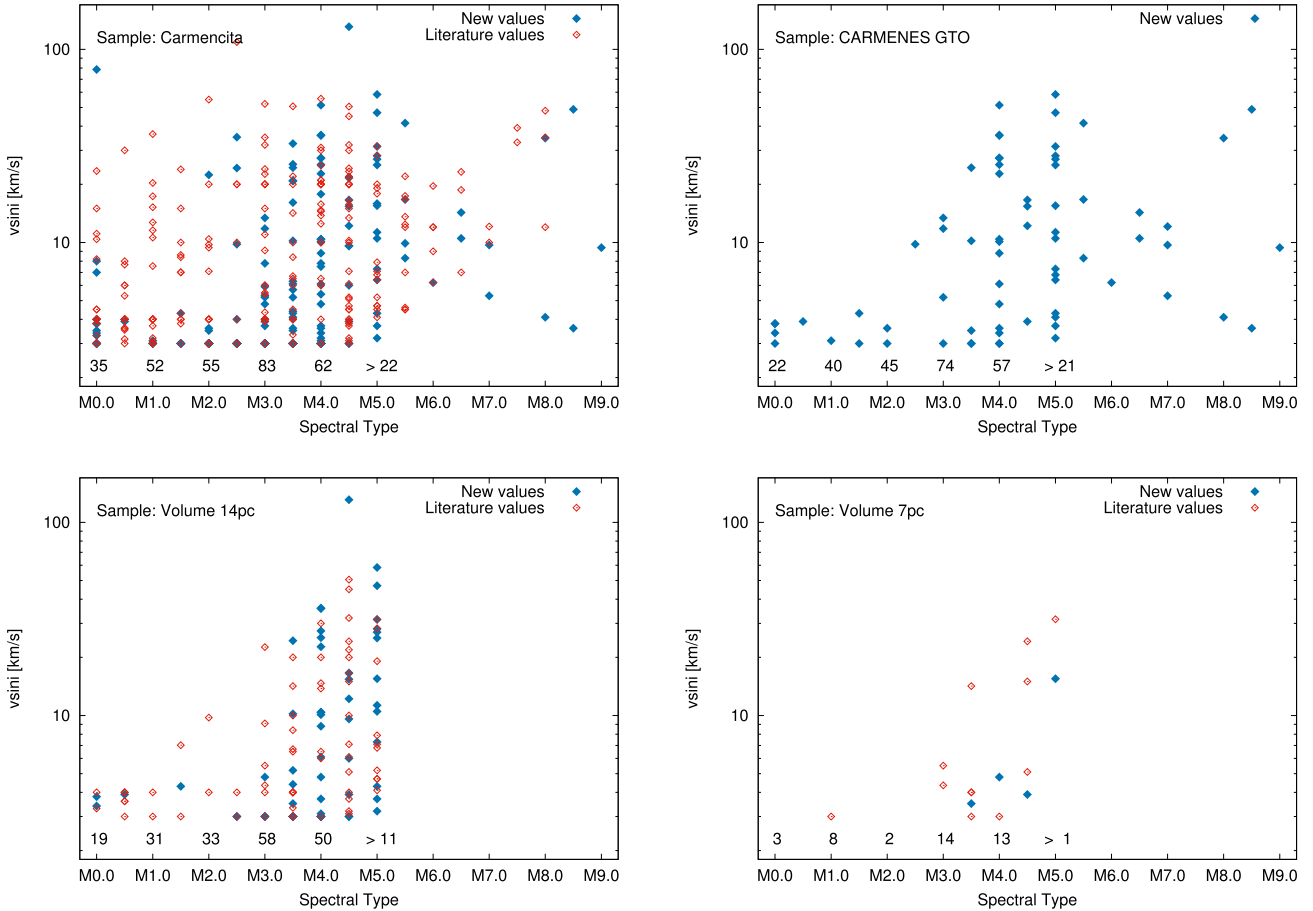 New values
Literature values
Sample: Carmencita
100
10
vsini [km/s]
35 52 55 83 62 > 22
M0.0 M1.0 M2.0 M3.0 M4.0 M5.0 M6.0 M7.0 M8.0 M9.0
Spectral Type
New values
Sample: CARMENES GTO
100
10
vsini [km/s]
22 40 45 74 57 > 21
M0.0 M1.0 M2.0 M3.0 M4.0 M5.0 M6.0 M7.0 M8.0 M9.0
Spectral Type
New values
Literature values
Sample: Volume 14pc
100
10
vsini [km/s]
19 31 33 58 50 > 11
M0.0 M1.0 M2.0 M3.0 M4.0 M5.0 M6.0 M7.0 M8.0 M9.0
Spectral Type
New values
Literature values
Sample: Volume 7pc
100
10
vsini [km/s]
3 8 2 14 13 > 1
M0.0 M1.0 M2.0 M3.0 M4.0 M5.0 M6.0 M7.0 M8.0 M9.0
Spectral Type